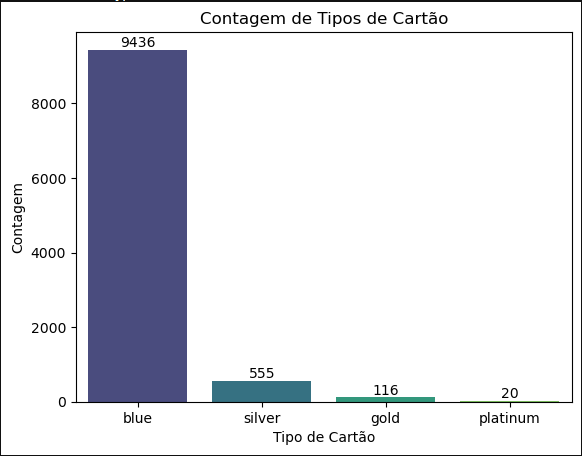 Contagem de Tipos de Cartão
9436
555
116
20
8000
6000
4000
2000
0
Contagem
blue
silver
gold
platinum
Tipo de Cartão